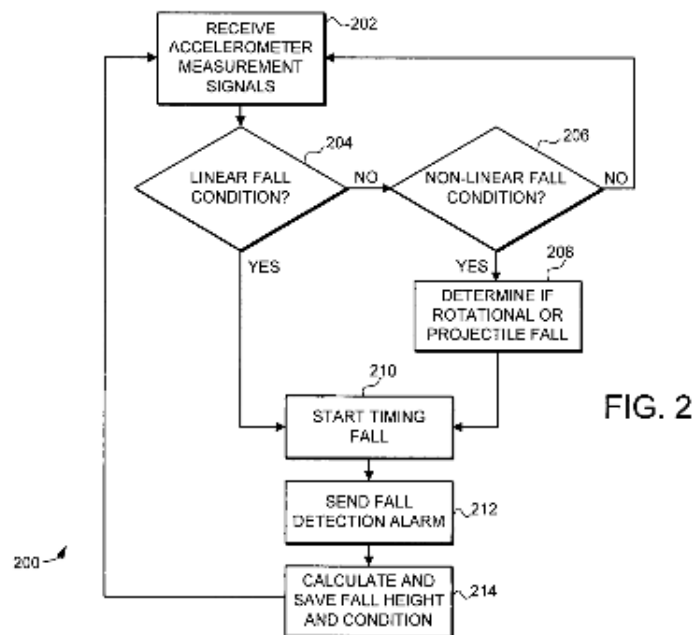 RECEIVE
ACCELEROMETER
MEASUREMENT
SIGNALS
202
204
LINEAR FALL
CONDITION?
NO
YES
206
NON-LINEAR FALL
CONDITION?
NO
YES
208
DETERMINE IF
ROTATIONAL OR
PROJECTILE FALL
210
START TIMING
FALL
FIG. 2
SEND FALL
DETECTION ALARM
212
200
CALCULATE AND
SAVE FALL HEIGHT
AND CONDITION
214